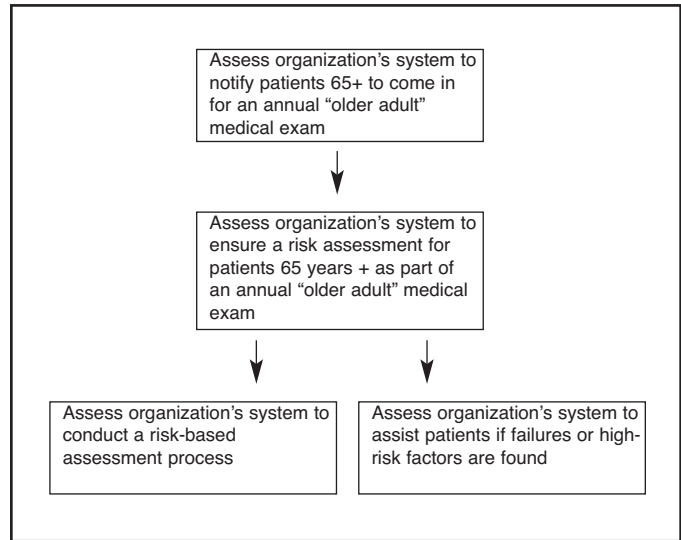 Assess organization's system to
notify patients 65+ to come in
for an annual “older adult”
medical exam
Assess organization's system to
ensure a risk assessment for
patients 65 years + as part of
an annual “older adult” medical
exam
Assess organization's system to
conduct a risk-based
assessment process
Assess organization's system to
assist patients if failures or high-
risk factors are found